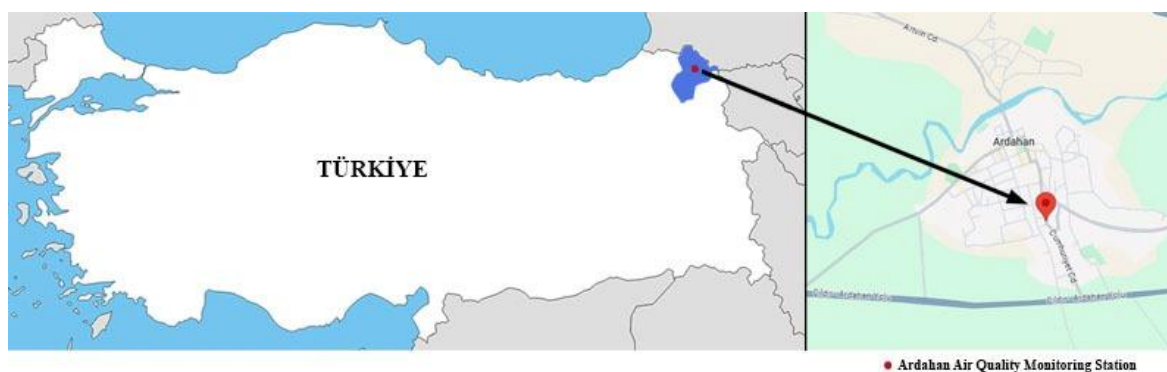 TÜRKİYE
Artvin Cd.
Ardahan
Cumhuriyet Cd.
Ardahan Air Quality Monitoring Station